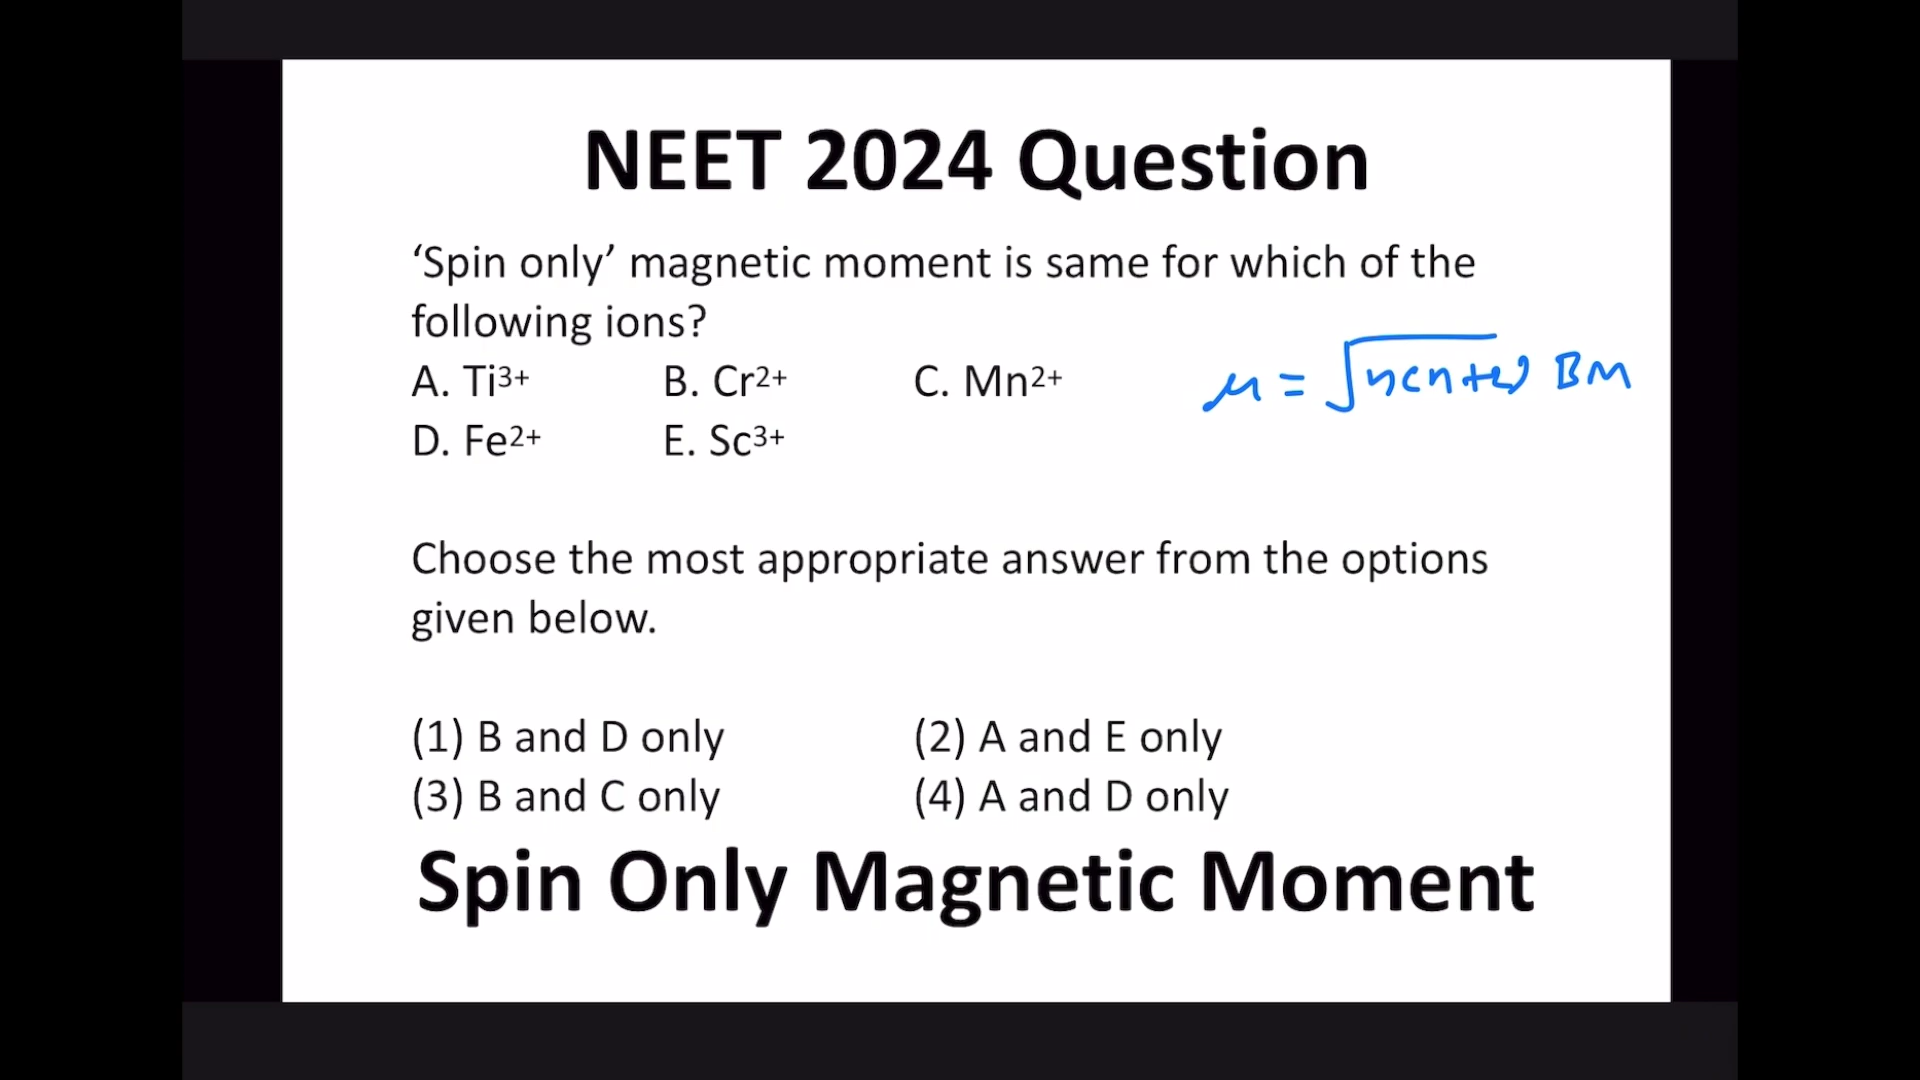 NEET 2024 Question
‘Spin only’ magnetic moment is same for which of the
following ions?
A. Ti³⁺ B. Cr²⁺ C. Mn²⁺
μ = √n(n+2) BM
D. Fe²⁺ E. Sc³⁺
Choose the most appropriate answer from the options
given below.
(1) B and D only (2) A and E only
(3) B and C only (4) A and D only
Spin Only Magnetic Moment